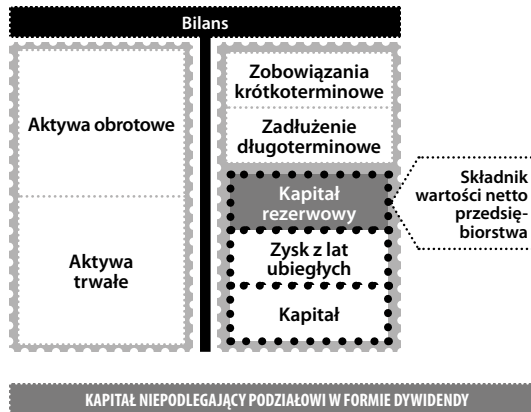 Bilans
Aktywa obrotowe
Aktywa
trwałe
Zobowiązania
krótkoterminowe
Zadłużenie
długoterminowe
Kapitał
rezerwowy
Zysk z lat
ubiegłych
Kapitał
Składnik
wartości netto
przedsię-
biorstwa
KAPITAŁ NIEPODLEGAJĄCY PODZIAŁOWI W FORMIE DYWIDENDY